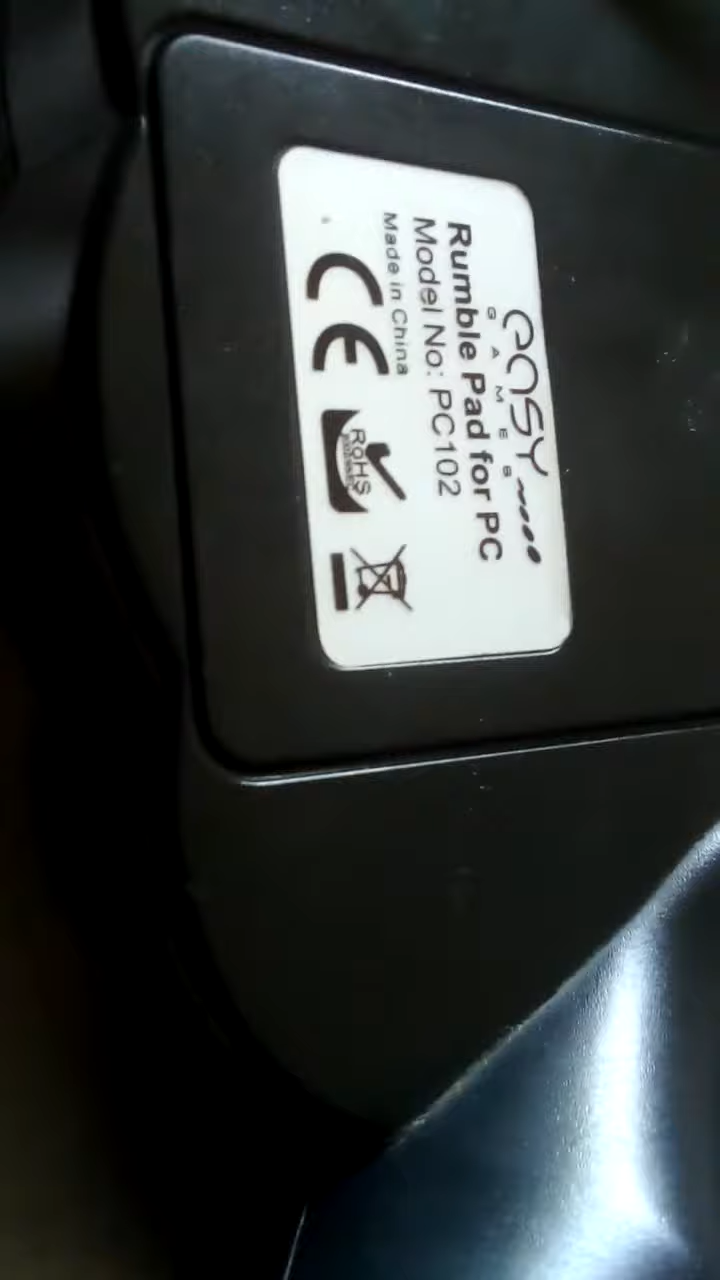 easy
GAMES
Rumble Pad for PC
Model No: PC102
Made in China
CE
RoHS